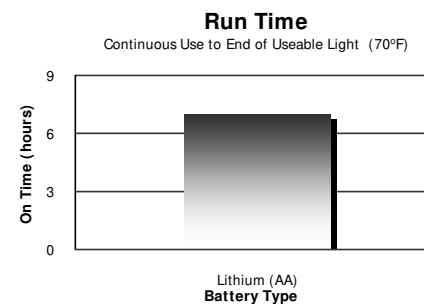 Run Time
Continuous Use to End of Useable Light (70ºF)
9
6
3
0
On Time (hours)
Lithium (AA)
Battery Type